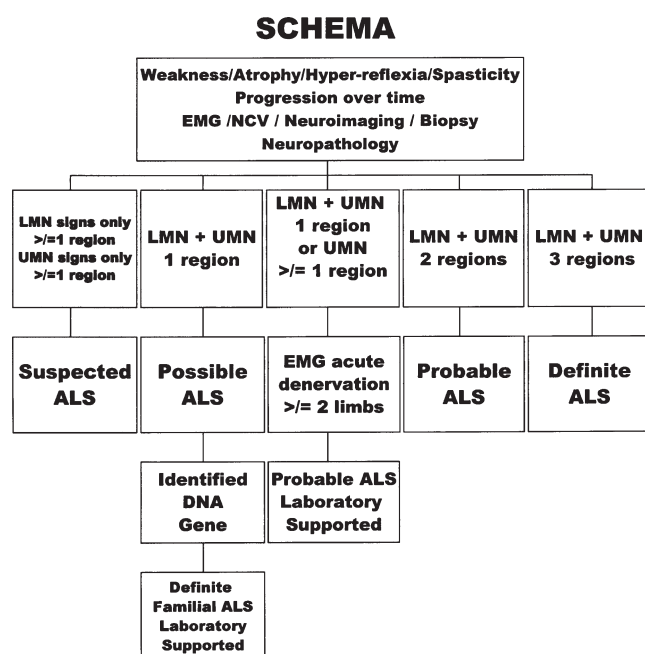 SCHEMA
Weakness/Atrophy/Hyper-reflexia/Spasticity
Progression over time
EMG /NCV / Neuroimaging / Biopsy
Neuropathology
LMN signs only
>/=1 region
UMN signs only
>/=1 region
LMN + UMN
1 region
LMN + UMN
1 region
or UMN
>/= 1 region
LMN + UMN
2 regions
LMN + UMN
3 regions
Suspected
ALS
Possible
ALS
EMG acute
denervation
>/= 2 limbs
Probable
ALS
Definite
ALS
Identified
DNA
Gene
Probable ALS
Laboratory
Supported
Definite
Familial ALS
Laboratory
Supported